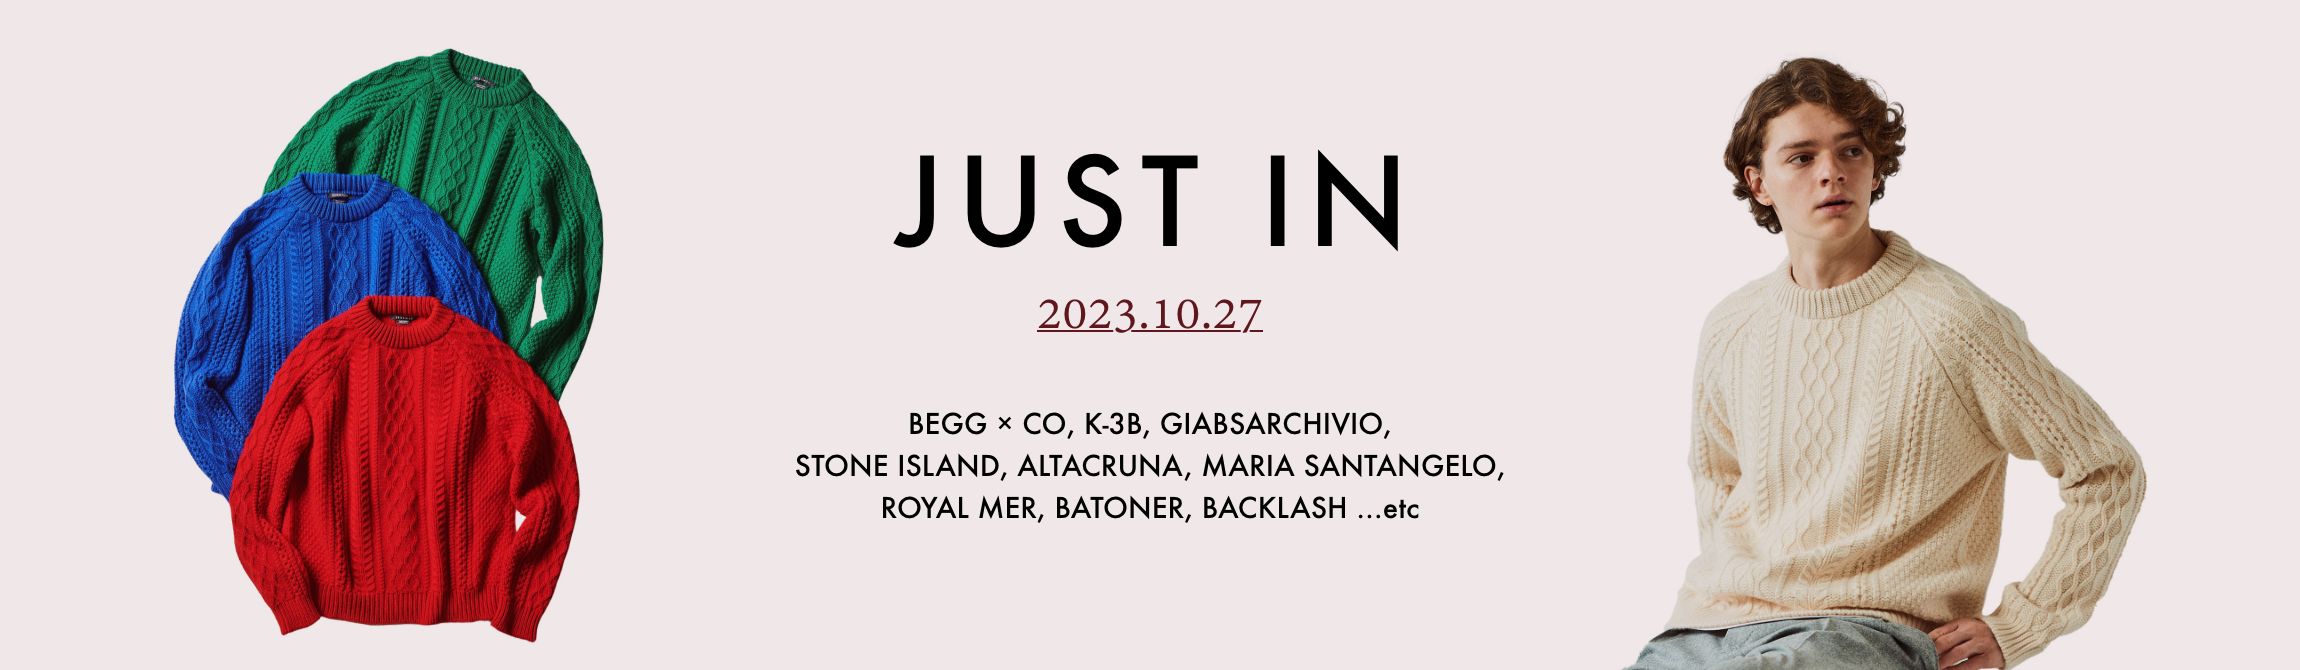 JUST IN
2023.10.27
BEGG × CO, K-3B, GIABSARCHIVIO,
STONE ISLAND, ALTACRUNA, MARIA SANTANGELO,
ROYAL MER, BATONER, BACKLASH ...etc